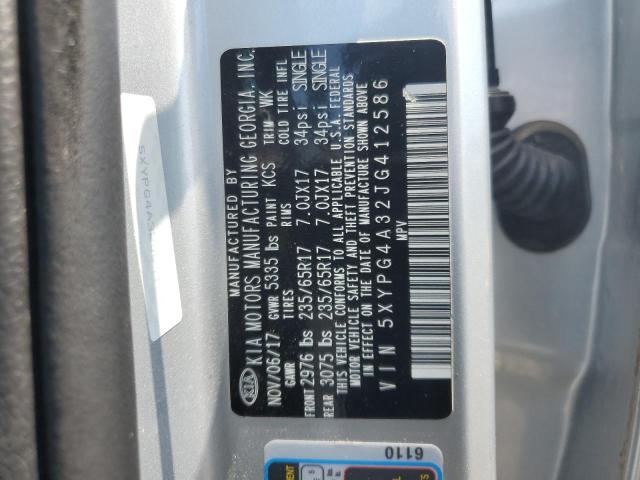 MANUFACTURED BY
KIA KIA MOTORS MANUFACTURING GEORGIA, INC.
NOV/06/17 GVWR 5335 lbs PAINT KCS TRIM WK
GAWR TIRES RIMS COLD TIRE INFL
FRONT 2976 lbs 235/65R17 7.0JX17 34psi SINGLE
REAR 3075 lbs 235/65R17 7.0JX17 34psi SINGLE
THIS VEHICLE CONFORMS TO ALL APPLICABLE U.S.A. FEDERAL
MOTOR VEHICLE SAFETY AND THEFT PREVENTION STANDARDS
IN EFFECT ON THE DATE OF MANUFACTURE SHOWN ABOVE
VIN 5XYPG4A32JG412586
MPV
5XYPG4A3
6110